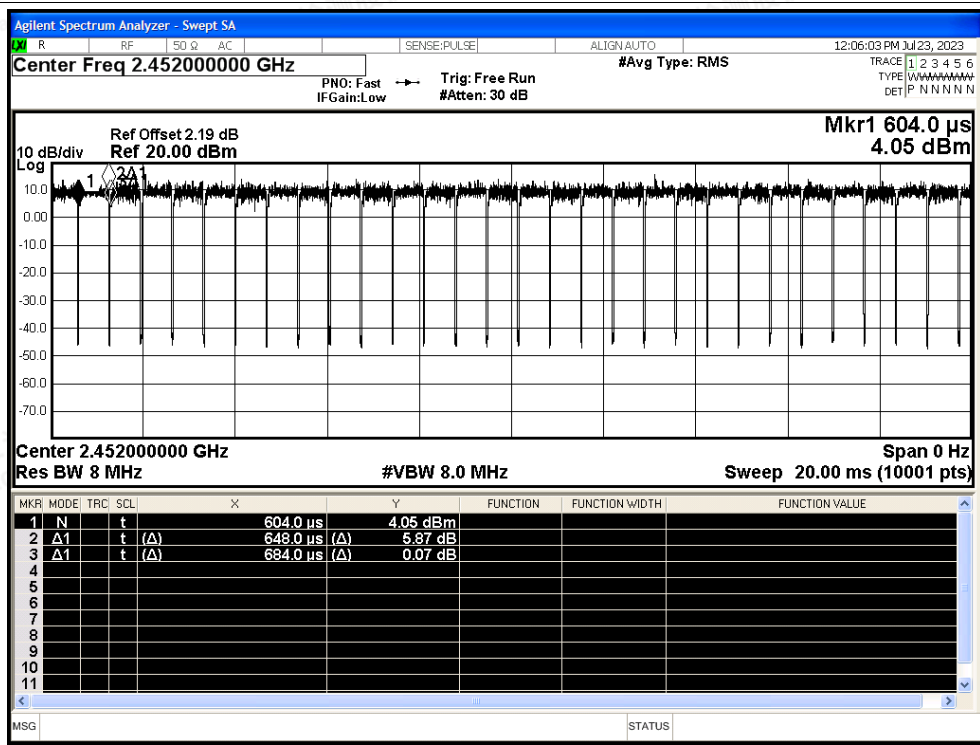 Agilent Spectrum Analyzer - Swept SA
LXI R RF 50 Ω AC SENSE:PULSE ALIGN AUTO 12:06:03 PM Jul 23, 2023
Center Freq 2.452000000 GHz #Avg Type: RMS TRACE 1 2 3 4 5 6
PNO: Fast Trig: Free Run TYPE WWWWWW
IFGain:Low #Atten: 30 dB DET P N N N N N
Ref Offset 2.19 dB Mkr1 604.0 µs
10 dB/div Ref 20.00 dBm 4.05 dBm
Log
1 2Δ1
10.0
0.00
-10.0
-20.0
-30.0
-40.0
-50.0
-60.0
-70.0
Center 2.452000000 GHz Span 0 Hz
Res BW 8 MHz #VBW 8.0 MHz Sweep 20.00 ms (10001 pts)
MKR MODE TRC SCL X Y FUNCTION FUNCTION WIDTH FUNCTION VALUE
1 N t 604.0 µs 4.05 dBm
2 Δ1 t (Δ) 648.0 µs (Δ) 5.87 dB
3 Δ1 t (Δ) 684.0 µs (Δ) 0.07 dB
4
5
6
7
8
9
10
11
MSG STATUS